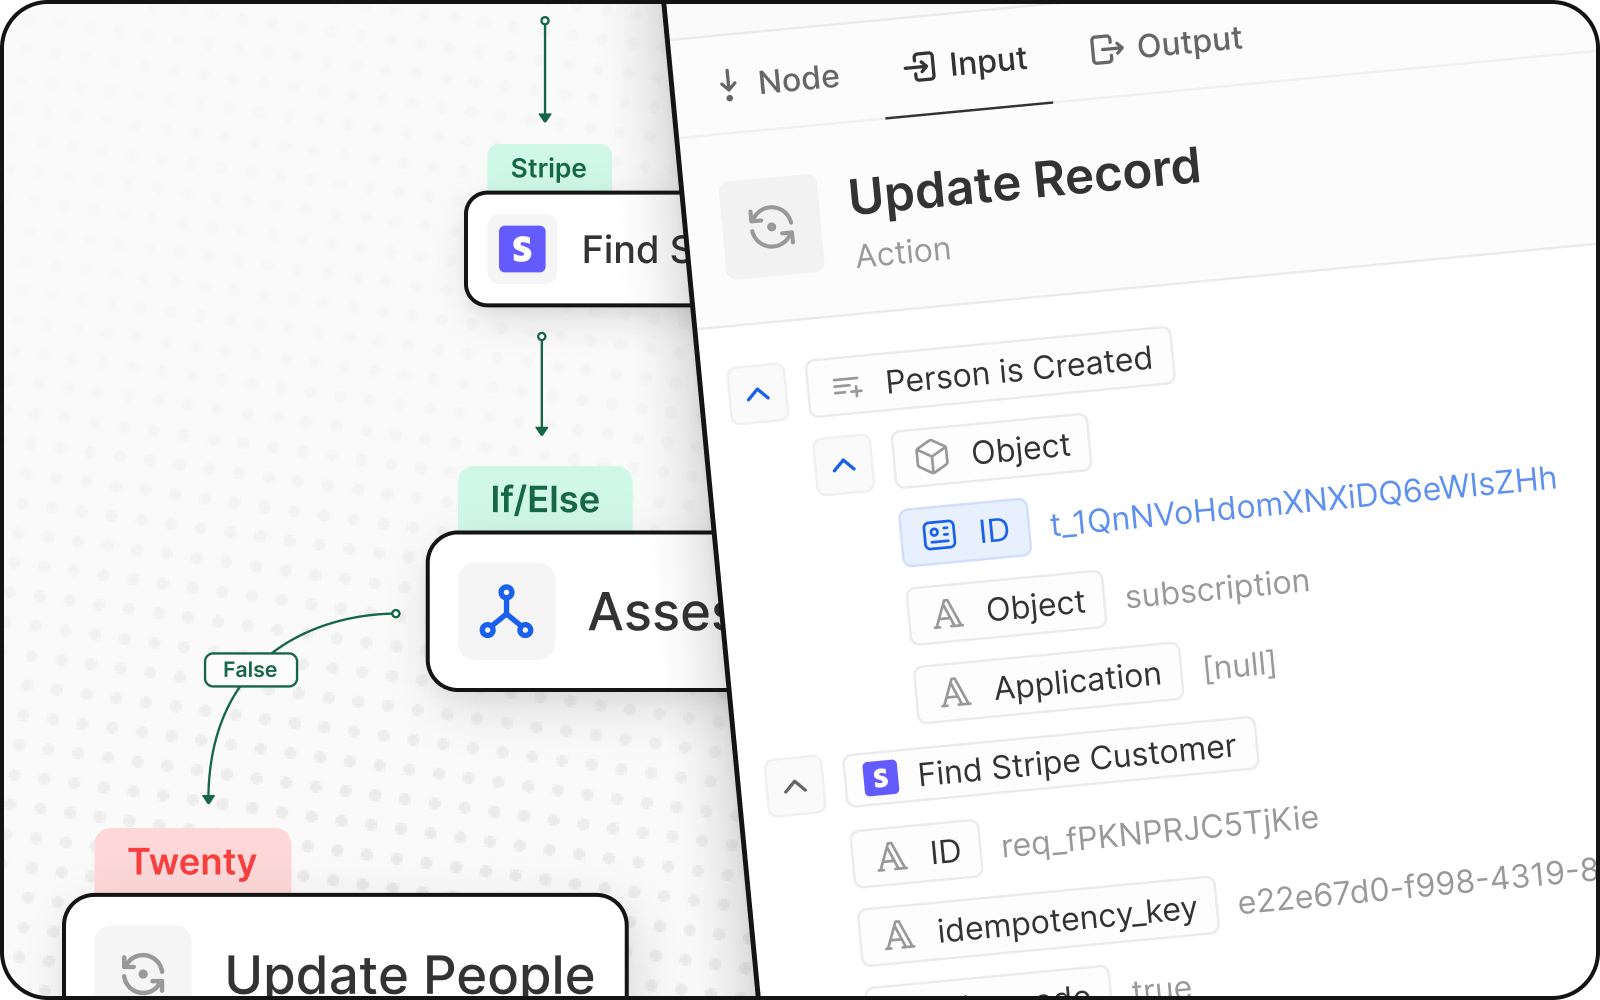 Stripe
S
Find S
If/Else
Asses
False
Twenty
Update People
Node
Input
Output
Update Record
Action
Person is Created
Object
ID t_1QnNVoHdomXNXiDQ6eWIsZHh
Object subscription
Application [null]
S Find Stripe Customer
ID req_fPKNPRJC5TjKie
idempotency_key e22e67d0-f998-4319-8
true